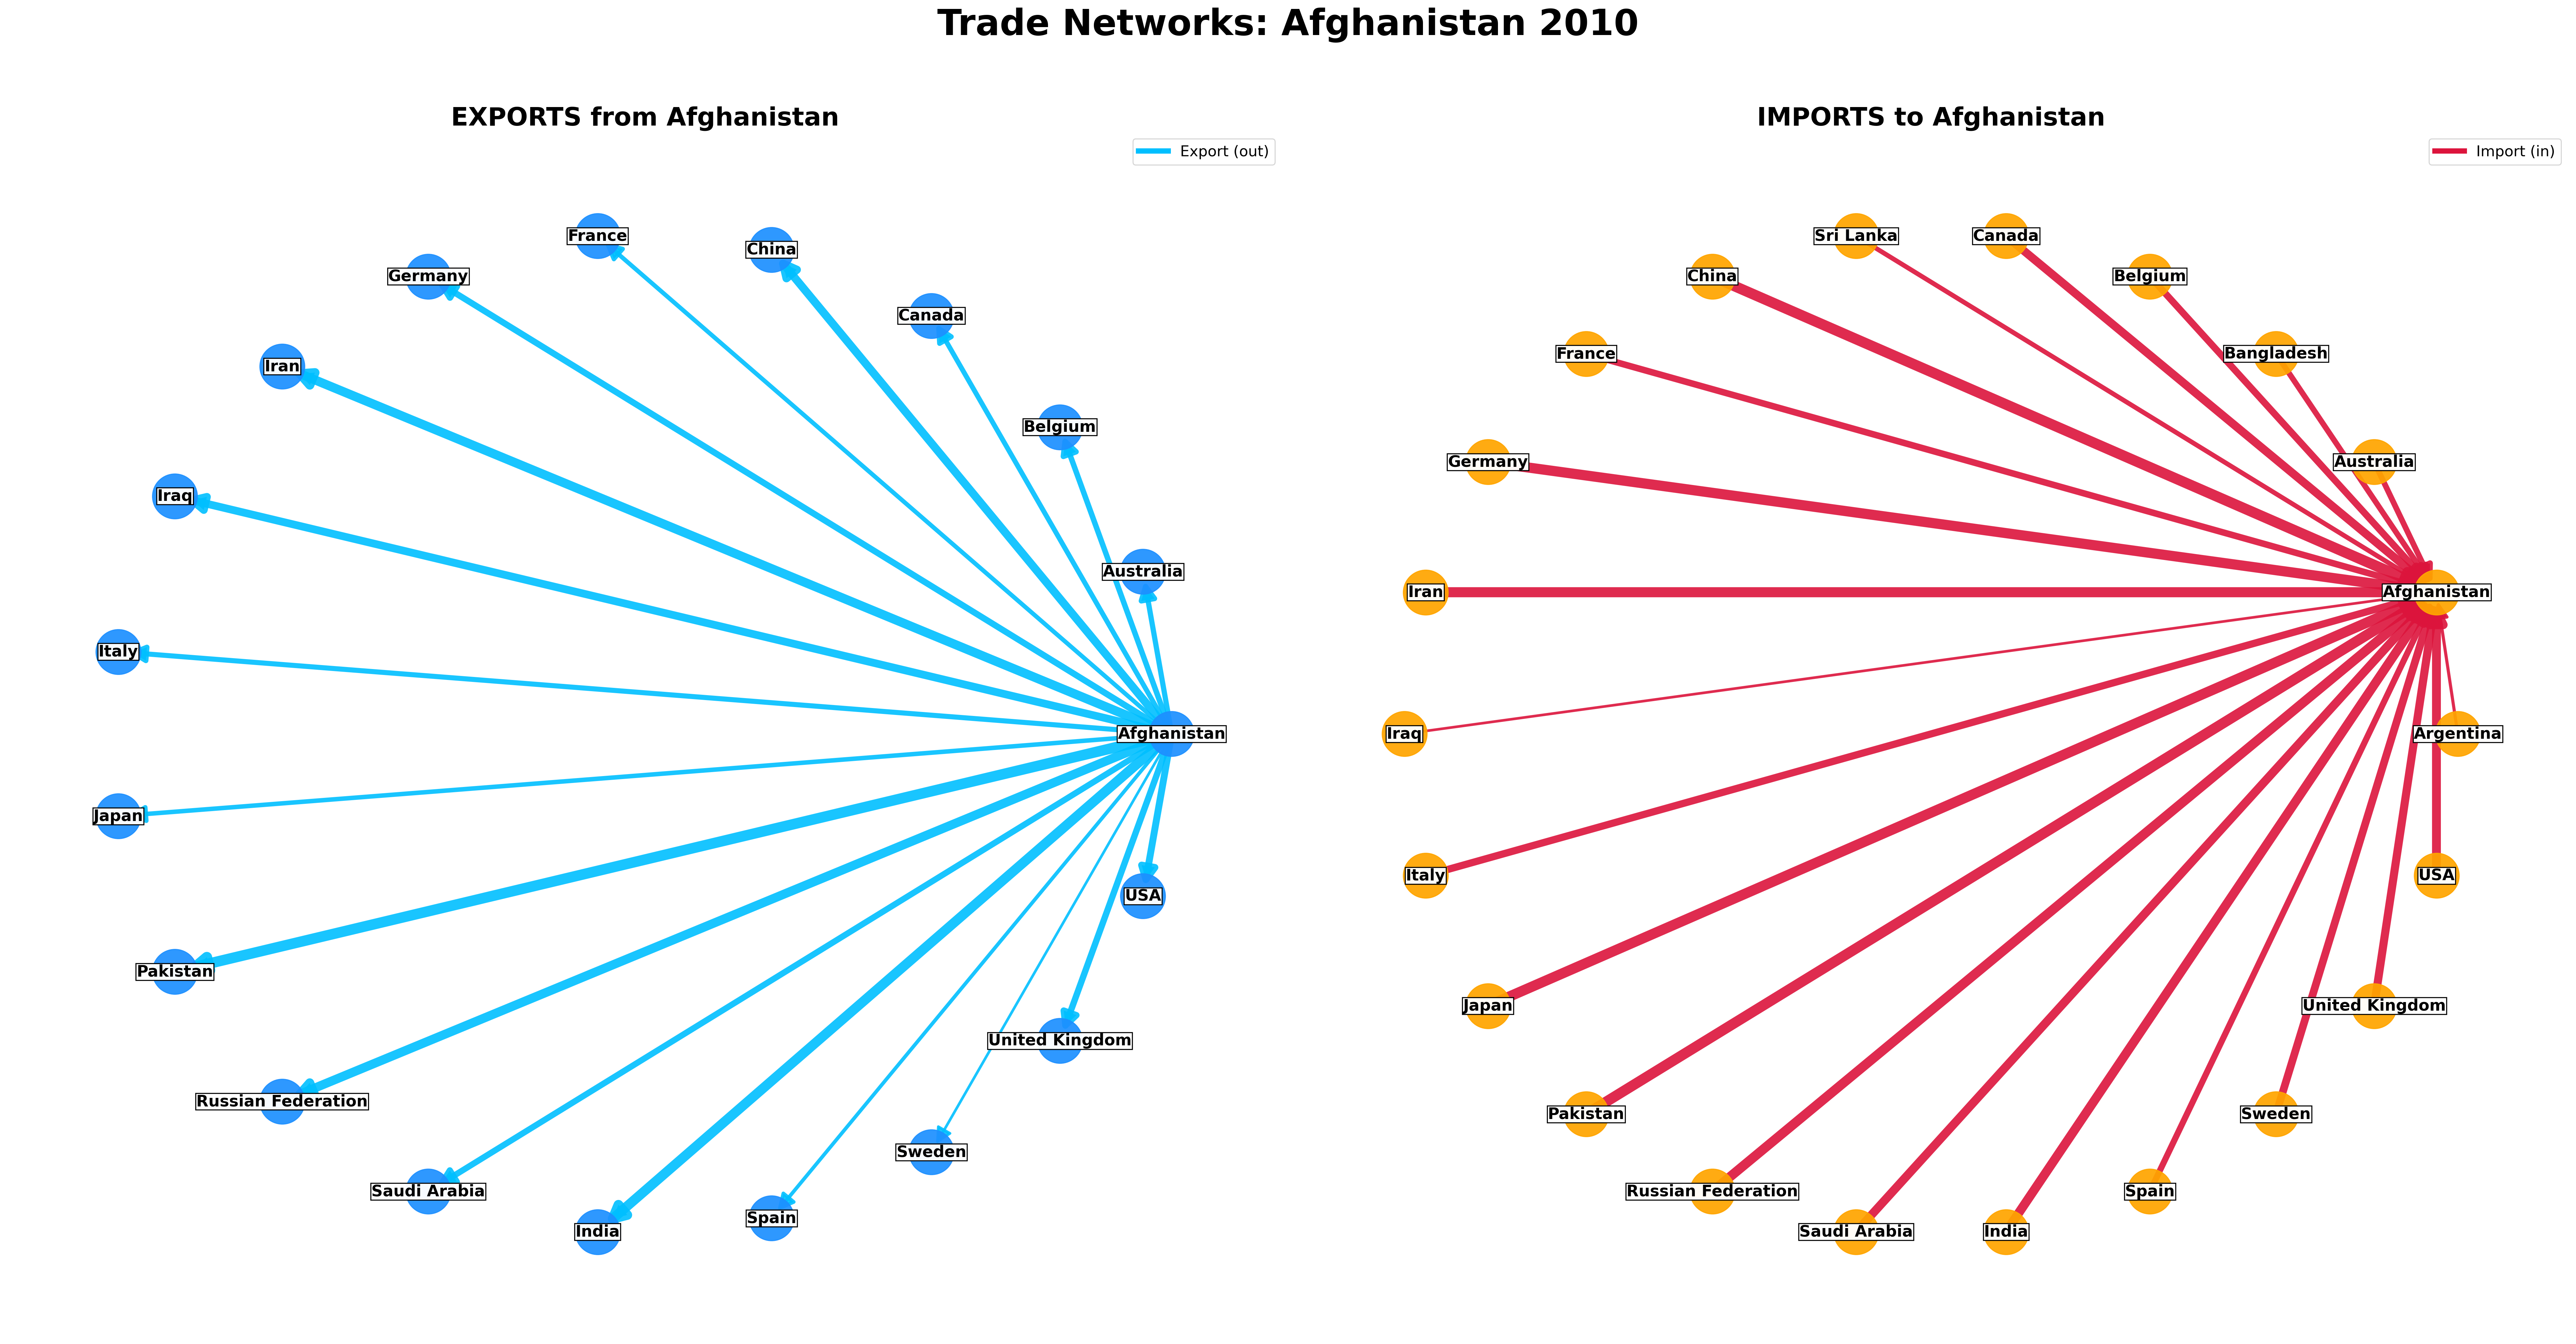 Trade Networks: Afghanistan 2010
EXPORTS from Afghanistan
Export (out)
France
China
Germany
Canada
Iran
Belgium
Iraq
Australia
Italy
Afghanistan
Japan
USA
Pakistan
United Kingdom
Russian Federation
Sweden
Saudi Arabia
Spain
India
IMPORTS to Afghanistan
Import (in)
Sri Lanka
Canada
China
Belgium
France
Bangladesh
Germany
Australia
Iran
Afghanistan
Iraq
Argentina
Italy
USA
Japan
United Kingdom
Pakistan
Sweden
Russian Federation
Spain
Saudi Arabia
India